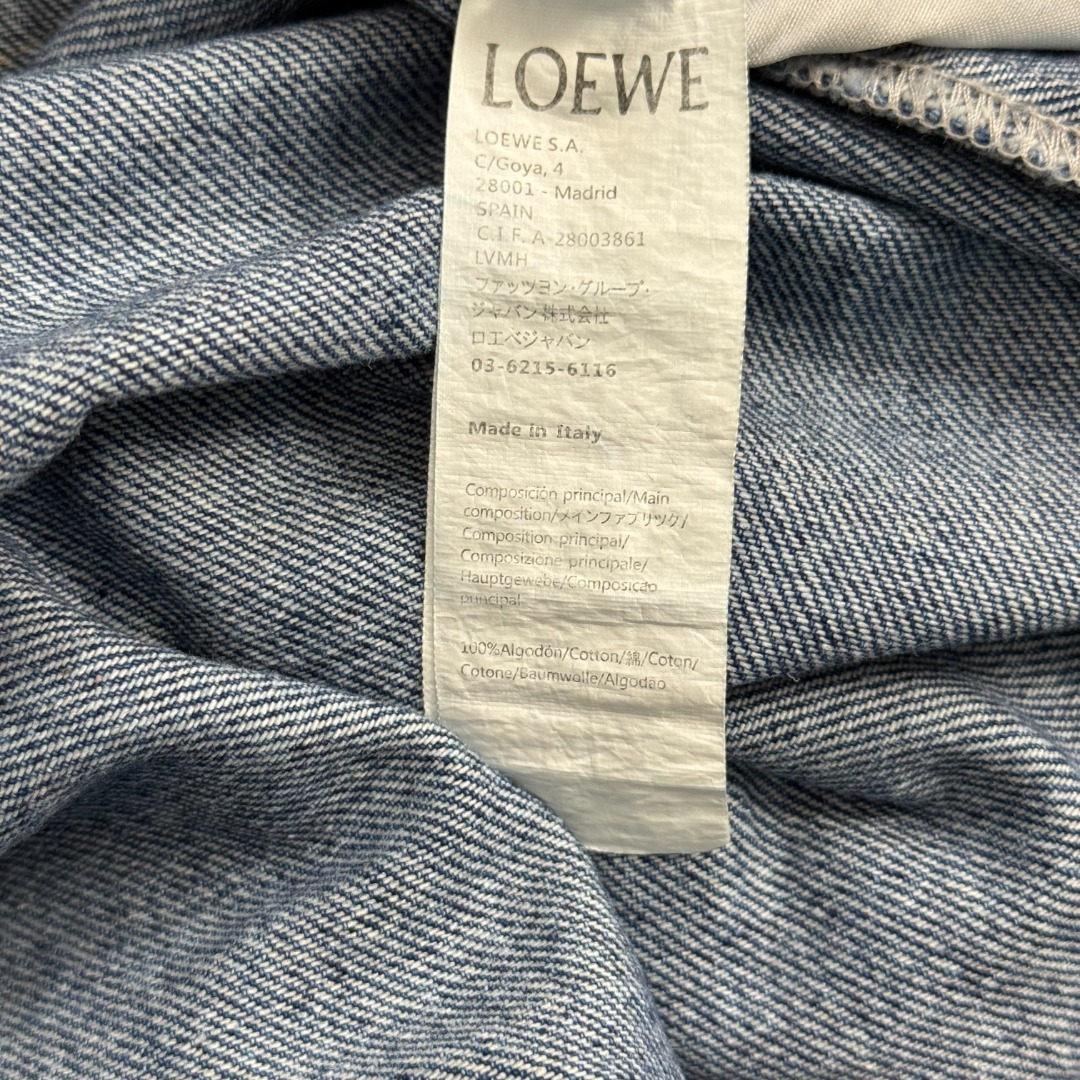 LOEWE
LOEWE S.A.
C/Goya, 4
28001 - Madrid
SPAIN
C.I.F. A-28003861
LVMH
ファッツヨン·グループ·
ジャパン株式会社
ロエベジャパン
03-6215-6116
Made in Italy
Composición principal/Main
composition/メインファブリック/
Composition principal/
Composizione principale/
Hauptgewebe/Composicao
principal
100%Algodón/Cotton/綿/Coton/
Cotone/Baumwolle/Algodao